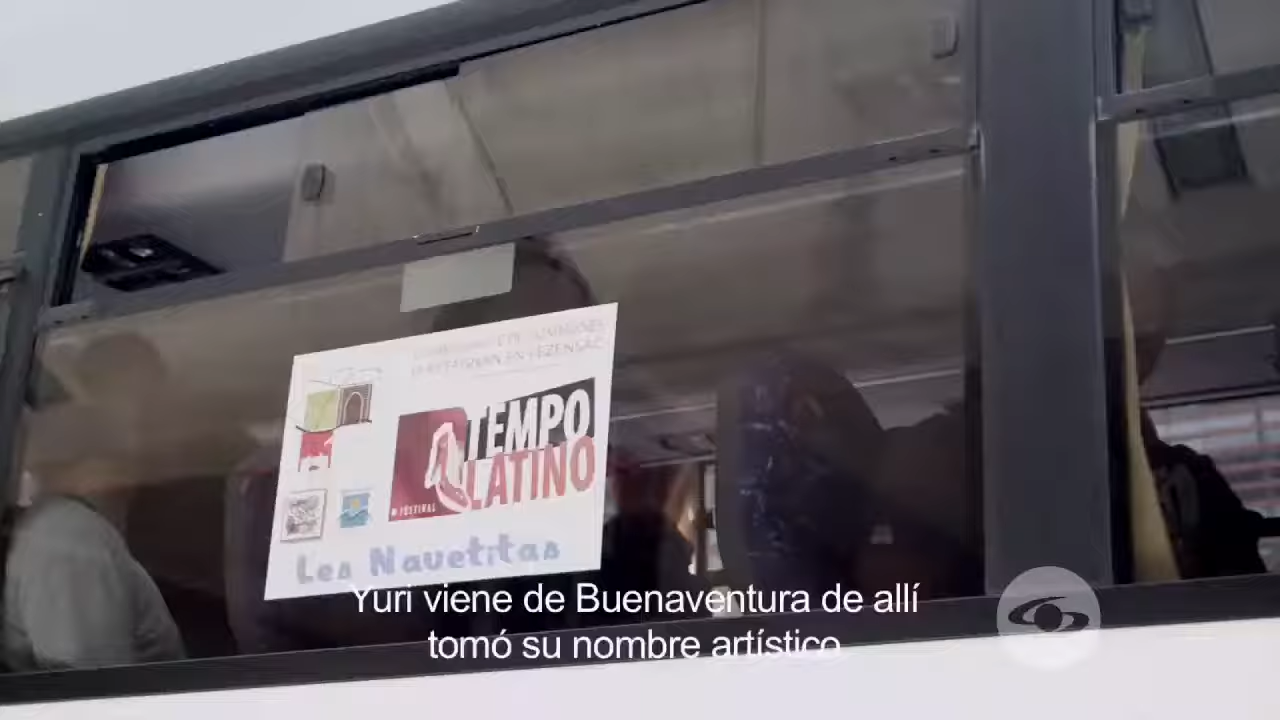 TEMPO
LATINO
FESTIVAL
Les Navetitas
Yuri viene de Buenaventura de allí
tomó su nombre artístico